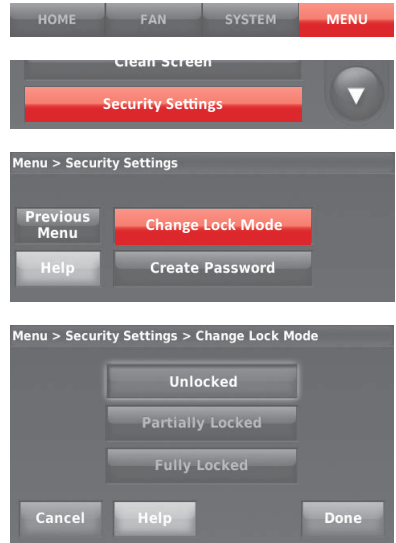 HOME FAN SYSTEM MENU
Clean Screen
Security Settings
Menu > Security Settings
Previous Menu
Change Lock Mode
Help
Create Password
Menu > Security Settings > Change Lock Mode
Unlocked
Partially Locked
Fully Locked
Cancel Help Done